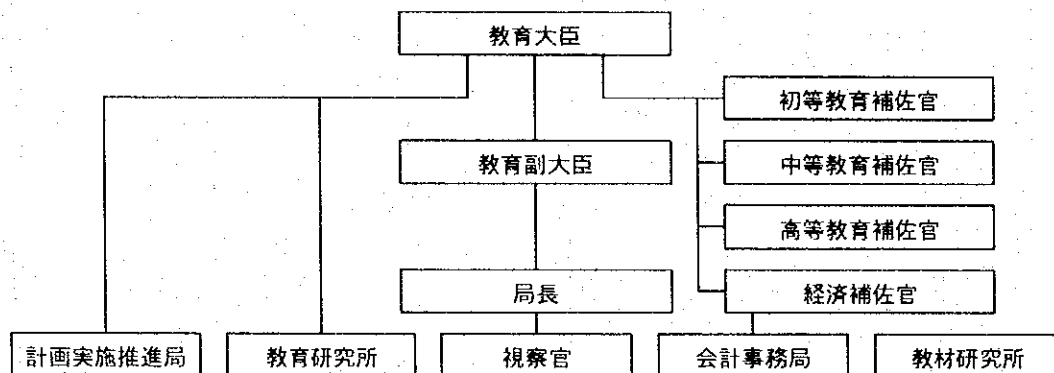 教育大臣
初等教育補佐官
教育副大臣
中等教育補佐官
高等教育補佐官
局長
経済補佐官
計画実施推進局
教育研究所
視察官
会計事務局
教材研究所